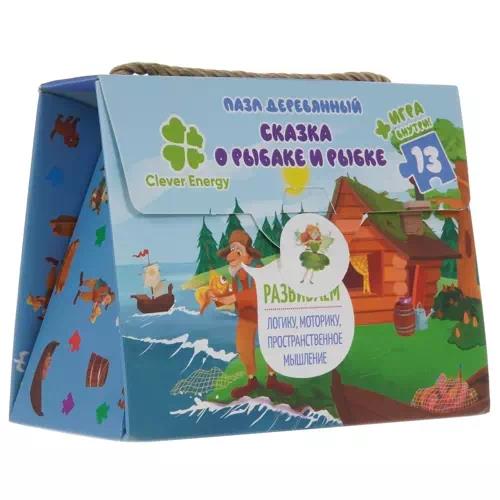 ПАЗЛ ДЕРЕВЯННЫЙ
СКАЗКА
О РЫБАКЕ И РЫБКЕ
+ИГРА
ВНУТРИ!
13
Clever Energy
РАЗВИВАЕМ
ЛОГИКУ, МОТОРИКУ,
ПРОСТРАНСТВЕННОЕ
МЫШЛЕНИЕ